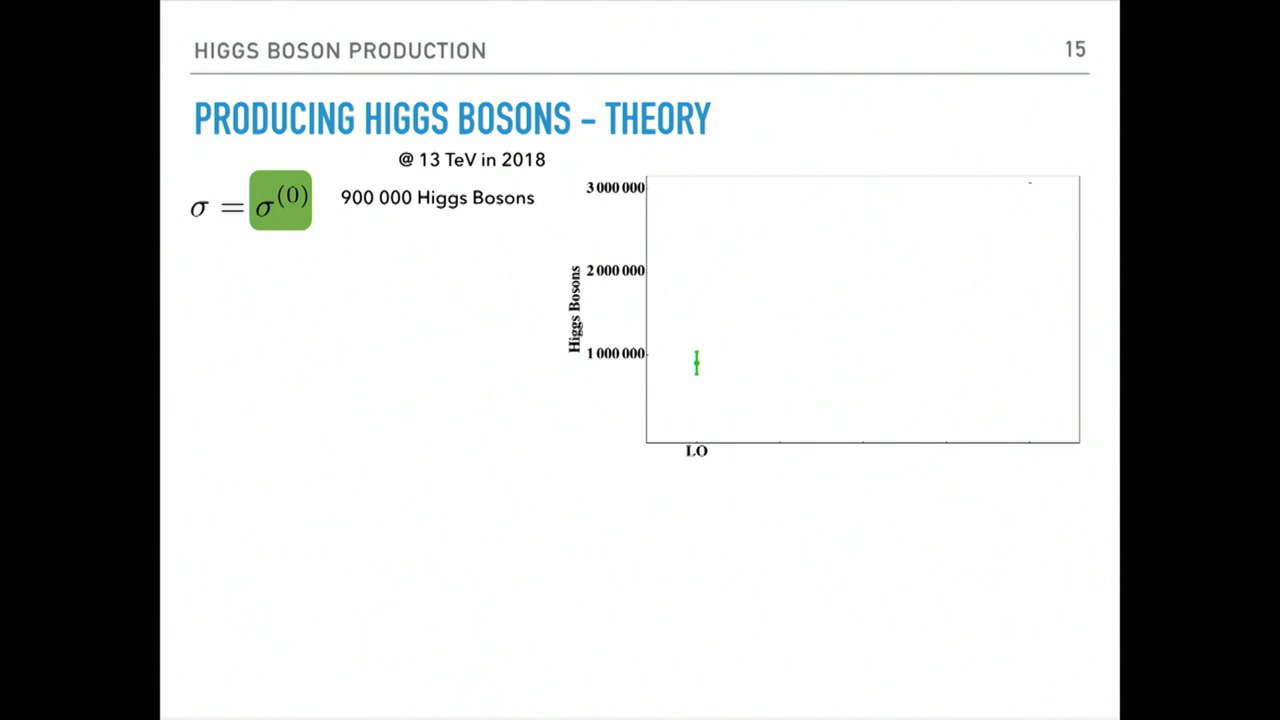 HIGGS BOSON PRODUCTION 15
PRODUCING HIGGS BOSONS – THEORY
@ 13 TeV in 2018
σ = σ⁽⁰⁾ 900 000 Higgs Bosons
3 000 000
2 000 000
1 000 000
Higgs Bosons
LO